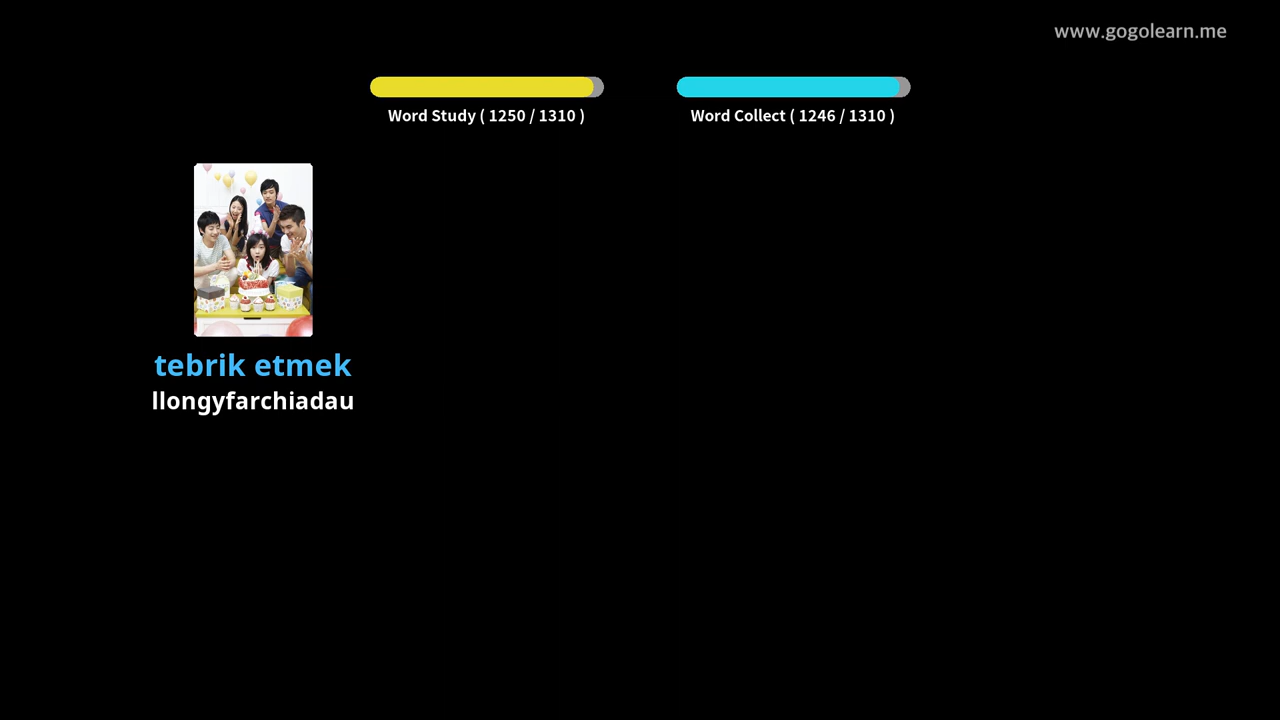 www.gogolearn.me
Word Study ( 1250 / 1310 )
Word Collect ( 1246 / 1310 )
tebrik etmek
llongyfarchiadau